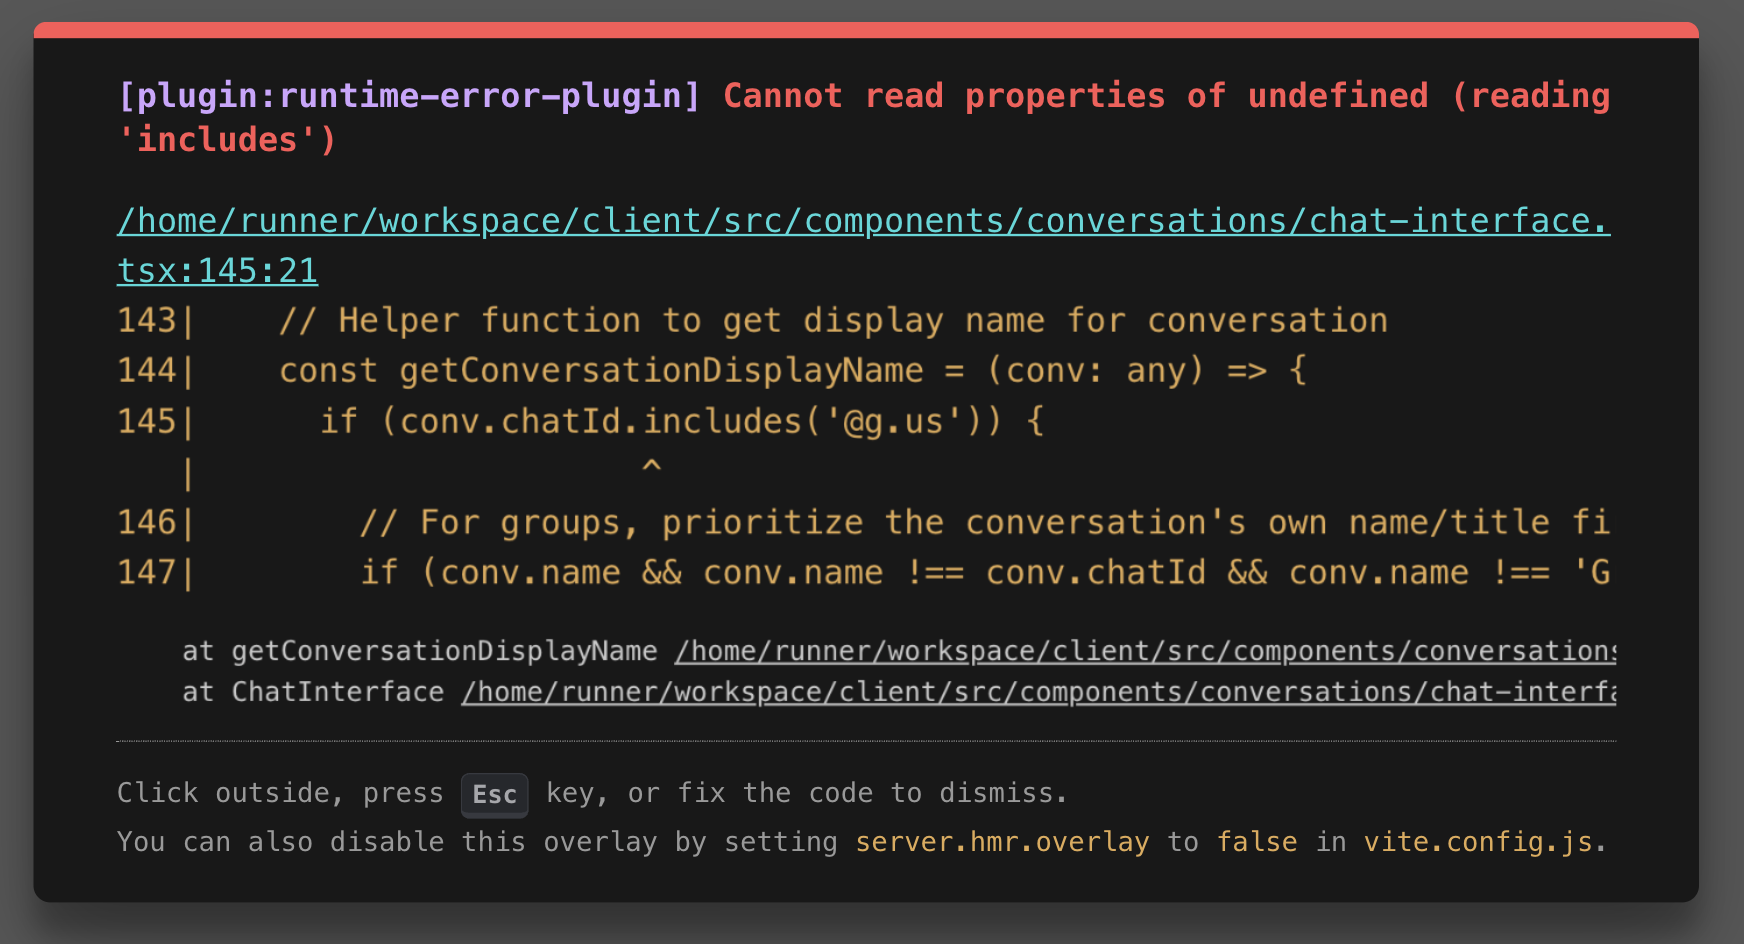 [plugin:runtime-error-plugin] Cannot read properties of undefined (reading
'includes')
/home/runner/workspace/client/src/components/conversations/chat-interface.
tsx:145:21
143|    // Helper function to get display name for conversation
144|    const getConversationDisplayName = (conv: any) => {
145|      if (conv.chatId.includes('@g.us')) {
   |                      ^
146|        // For groups, prioritize the conversation's own name/title fi
147|        if (conv.name && conv.name !== conv.chatId && conv.name !== 'G
    at getConversationDisplayName /home/runner/workspace/client/src/components/conversations
    at ChatInterface /home/runner/workspace/client/src/components/conversations/chat-interfa
Click outside, press Esc key, or fix the code to dismiss.
You can also disable this overlay by setting server.hmr.overlay to false in vite.config.js.